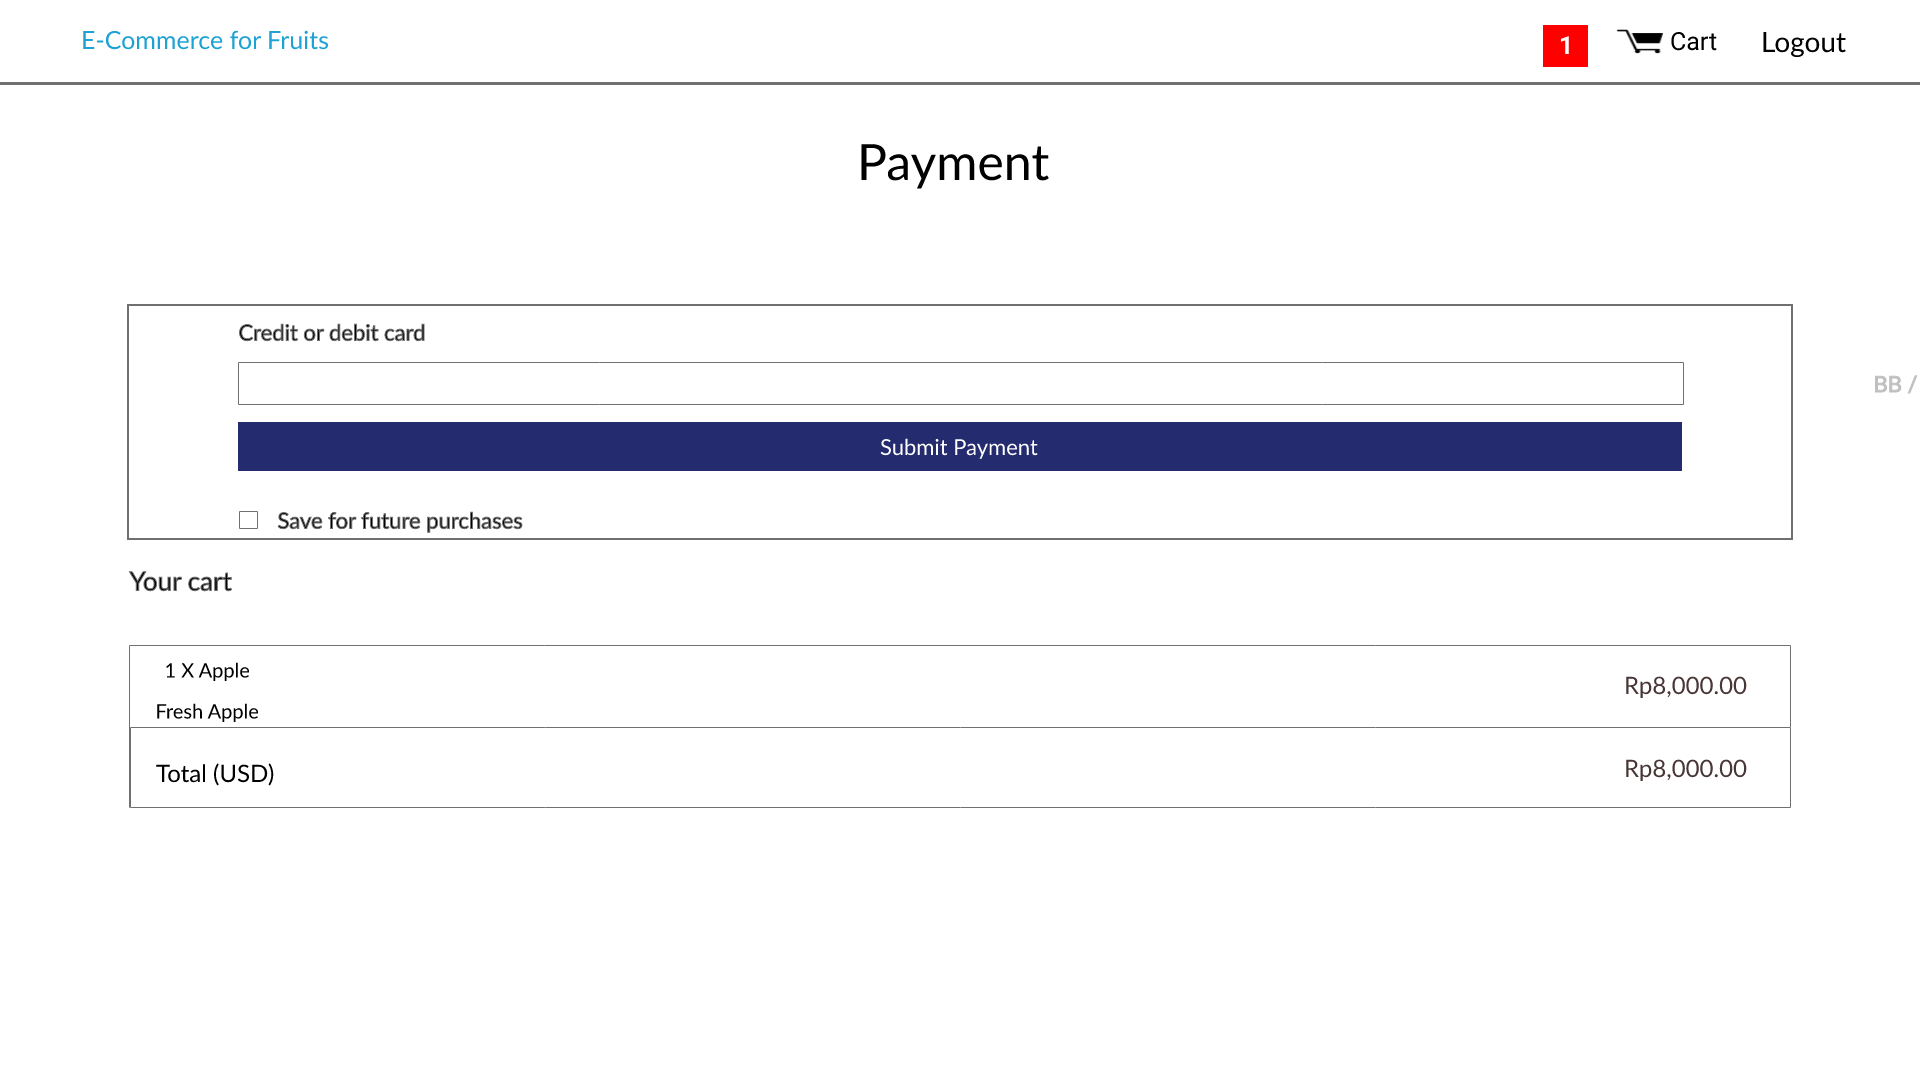 E-Commerce for Fruits
1
Cart
Logout
Payment
Credit or debit card
BB /
Submit Payment
Save for future purchases
Your cart
1 X Apple
Rp8,000.00
Fresh Apple
Total (USD)
Rp8,000.00